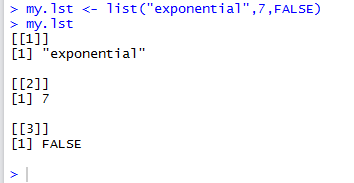 > my.lst <- list("exponential",7,FALSE)
> my.lst
[[1]]
[1] "exponential"
[[2]]
[1] 7
[[3]]
[1] FALSE
>